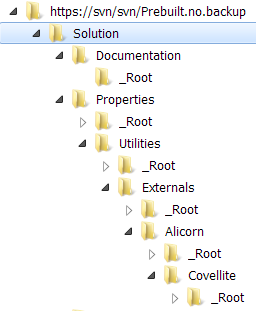 https://svn/svn/Prebuilt.no.backup
Solution
Documentation
_Root
Properties
_Root
Utilities
_Root
Externals
_Root
Alicorn
_Root
Covellite
_Root